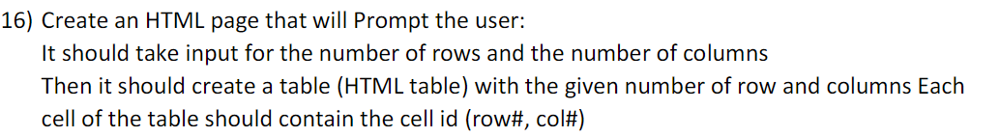 16) Create an HTML page that will Prompt the user:
It should take input for the number of rows and the number of columns
Then it should create a table (HTML table) with the given number of row and columns Each
cell of the table should contain the cell id (row#, col#)